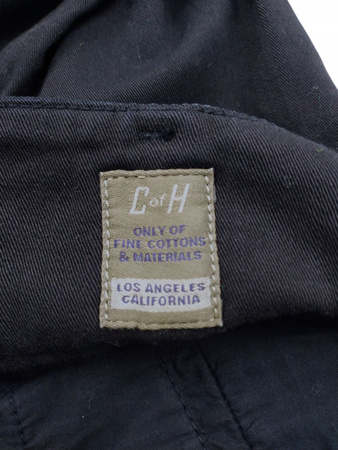 C of H
ONLY OF
FINE COTTONS
& MATERIALS
LOS ANGELES
CALIFORNIA